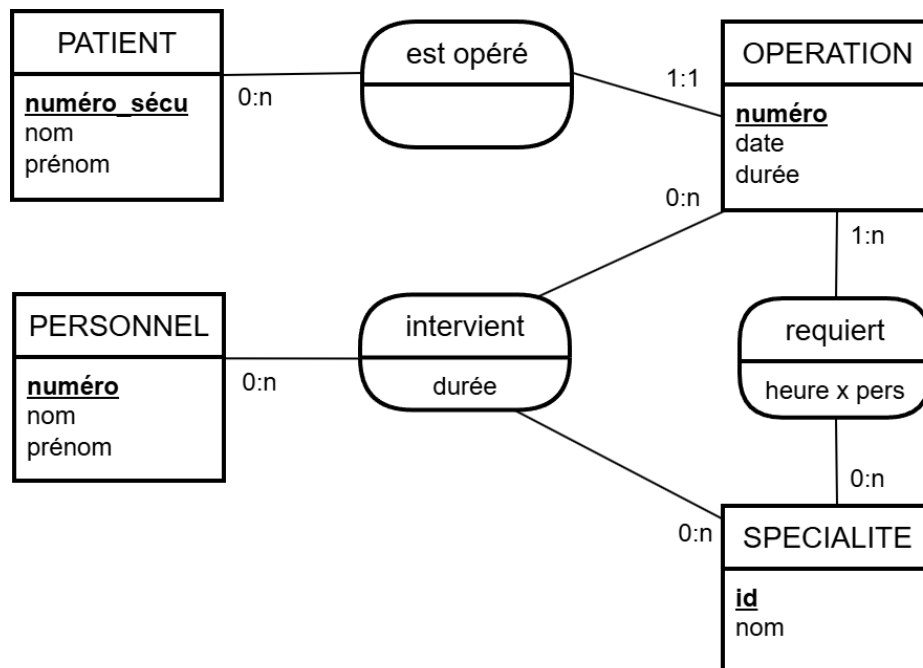 PATIENT
numéro_sécu
nom
prénom
0:n
est opéré
1:1
OPERATION
numéro
date
durée
0:n
1:n
PERSONNEL
numéro
nom
prénom
0:n
intervient
durée
requiert
heure x pers
0:n
0:n
SPECIALITE
id
nom